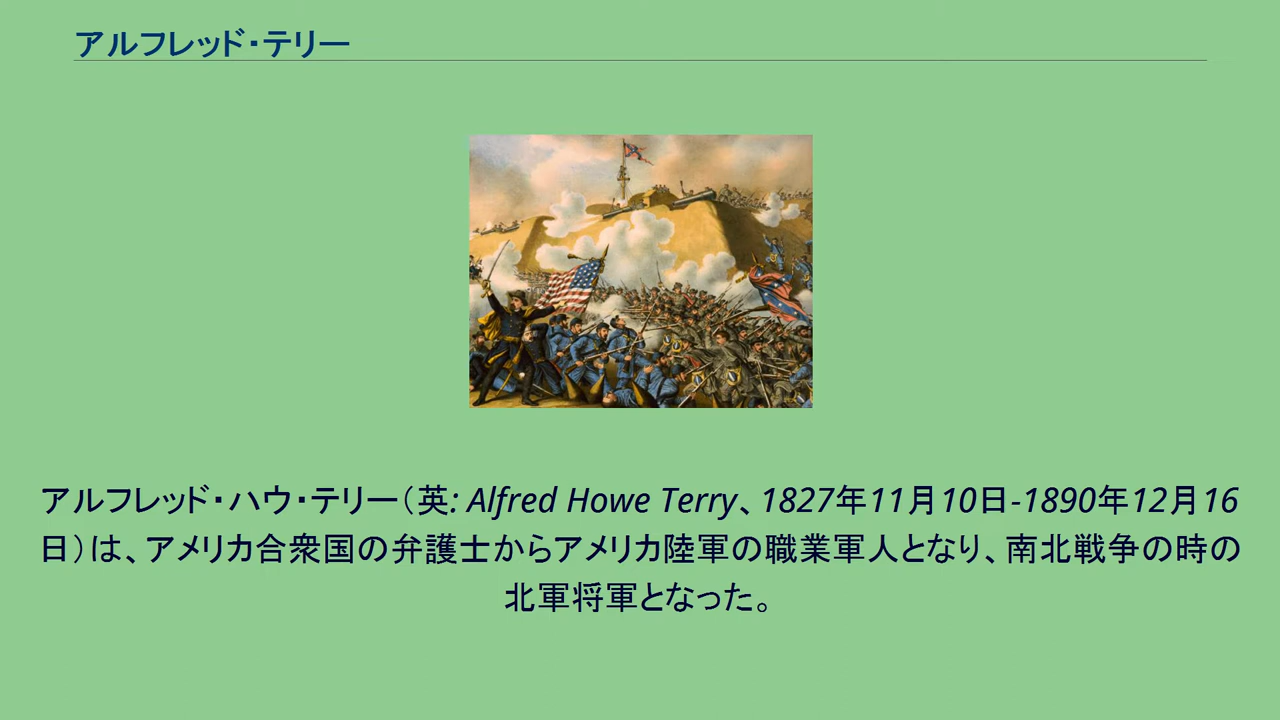 アルフレッド・テリー
アルフレッド・ハウ・テリー（英: Alfred Howe Terry、1827年11月10日-1890年12月16
日）は、アメリカ合衆国の弁護士からアメリカ陸軍の職業軍人となり、南北戦争の時の
北軍将軍となった。